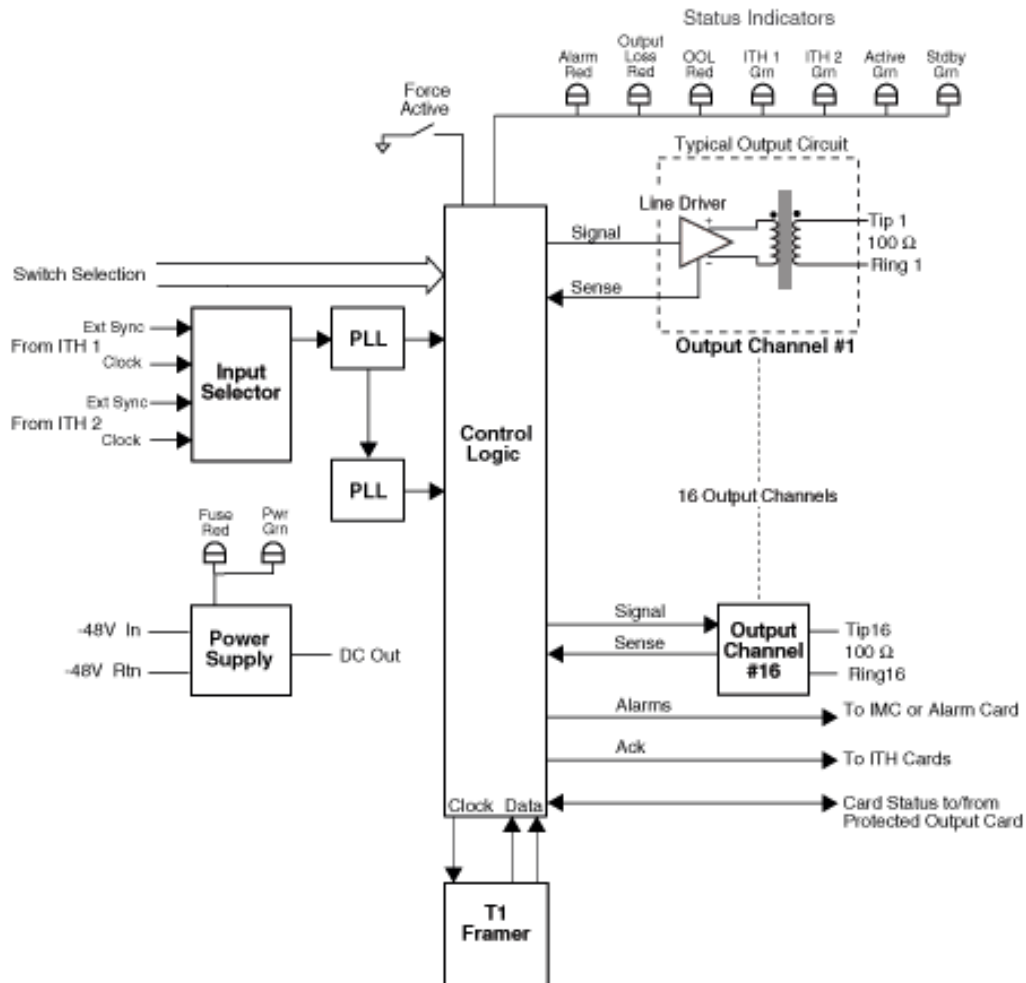 Status Indicators
Alarm
Red
Output
Loss
Red
OOL
Red
ITH 1
Grn
ITH 2
Grn
Active
Grn
Stdby
Grn
Force
Active
Typical Output Circuit
Line Driver
+
-
Signal
Sense
Tip 1
100 Ω
Ring 1
Output Channel #1
Switch Selection
From ITH 1
Ext Sync
Clock
From ITH 2
Ext Sync
Clock
Input
Selector
PLL
PLL
Control
Logic
16 Output Channels
Fuse
Red
Pwr
Grn
-48V In
-48V Rtn
Power
Supply
DC Out
Signal
Sense
Output
Channel
#16
Tip16
100 Ω
Ring16
Alarms
To IMC or Alarm Card
Ack
To ITH Cards
Card Status to/from
Protected Output Card
Clock Data
T1
Framer